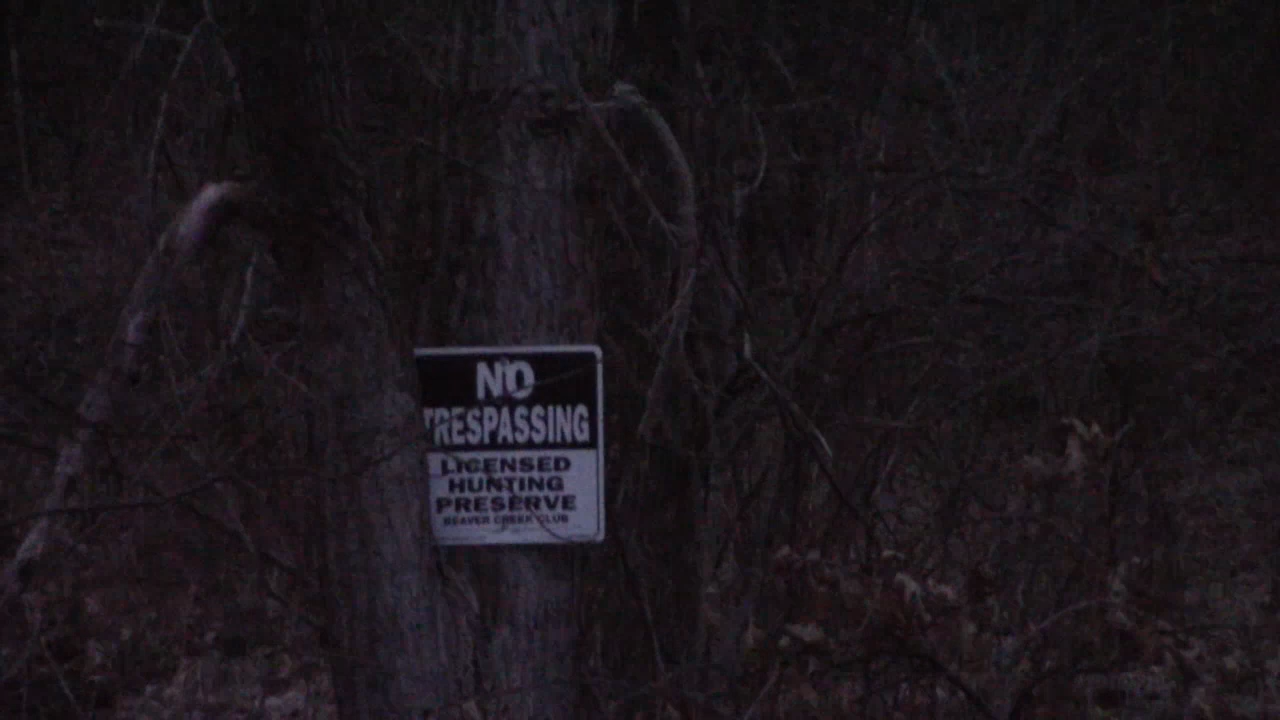 NO
TRESPASSING
LICENSED
HUNTING
PRESERVE
BEAVER CREEK CLUB